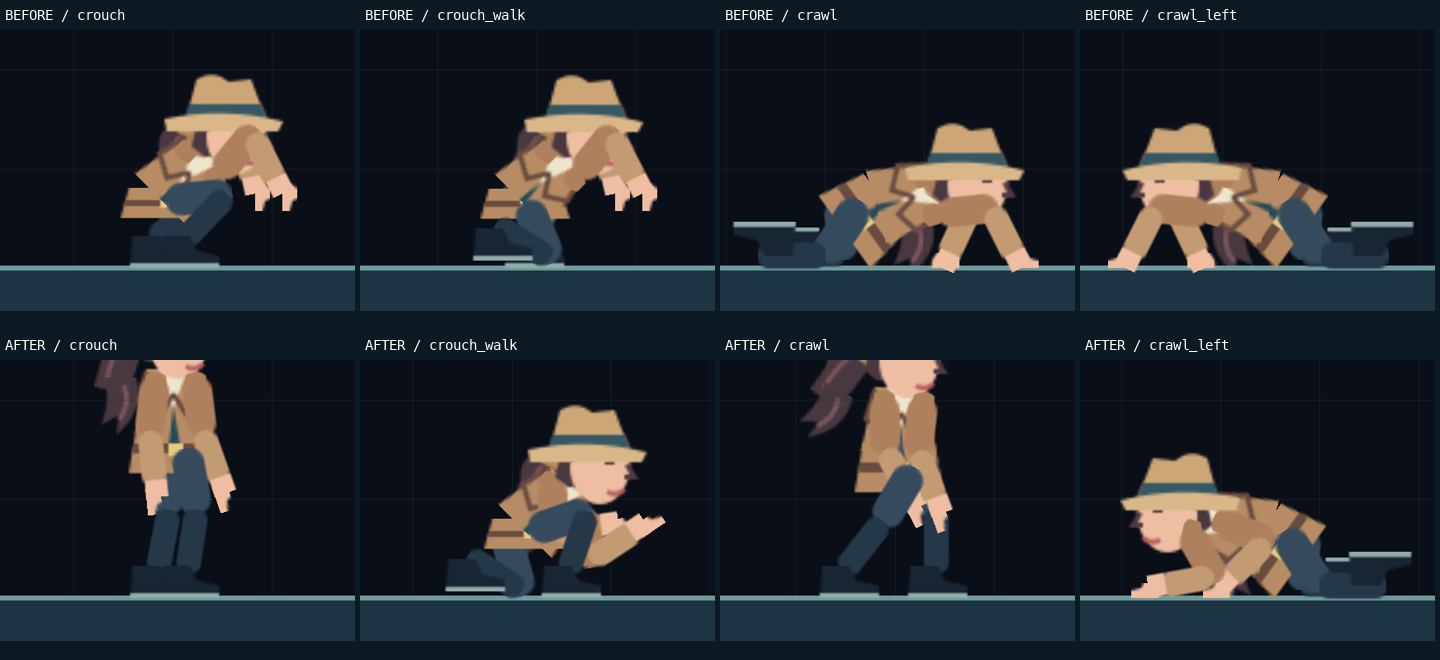 BEFORE / crouch
BEFORE / crouch_walk
BEFORE / crawl
BEFORE / crawl_left
AFTER / crouch
AFTER / crouch_walk
AFTER / crawl
AFTER / crawl_left